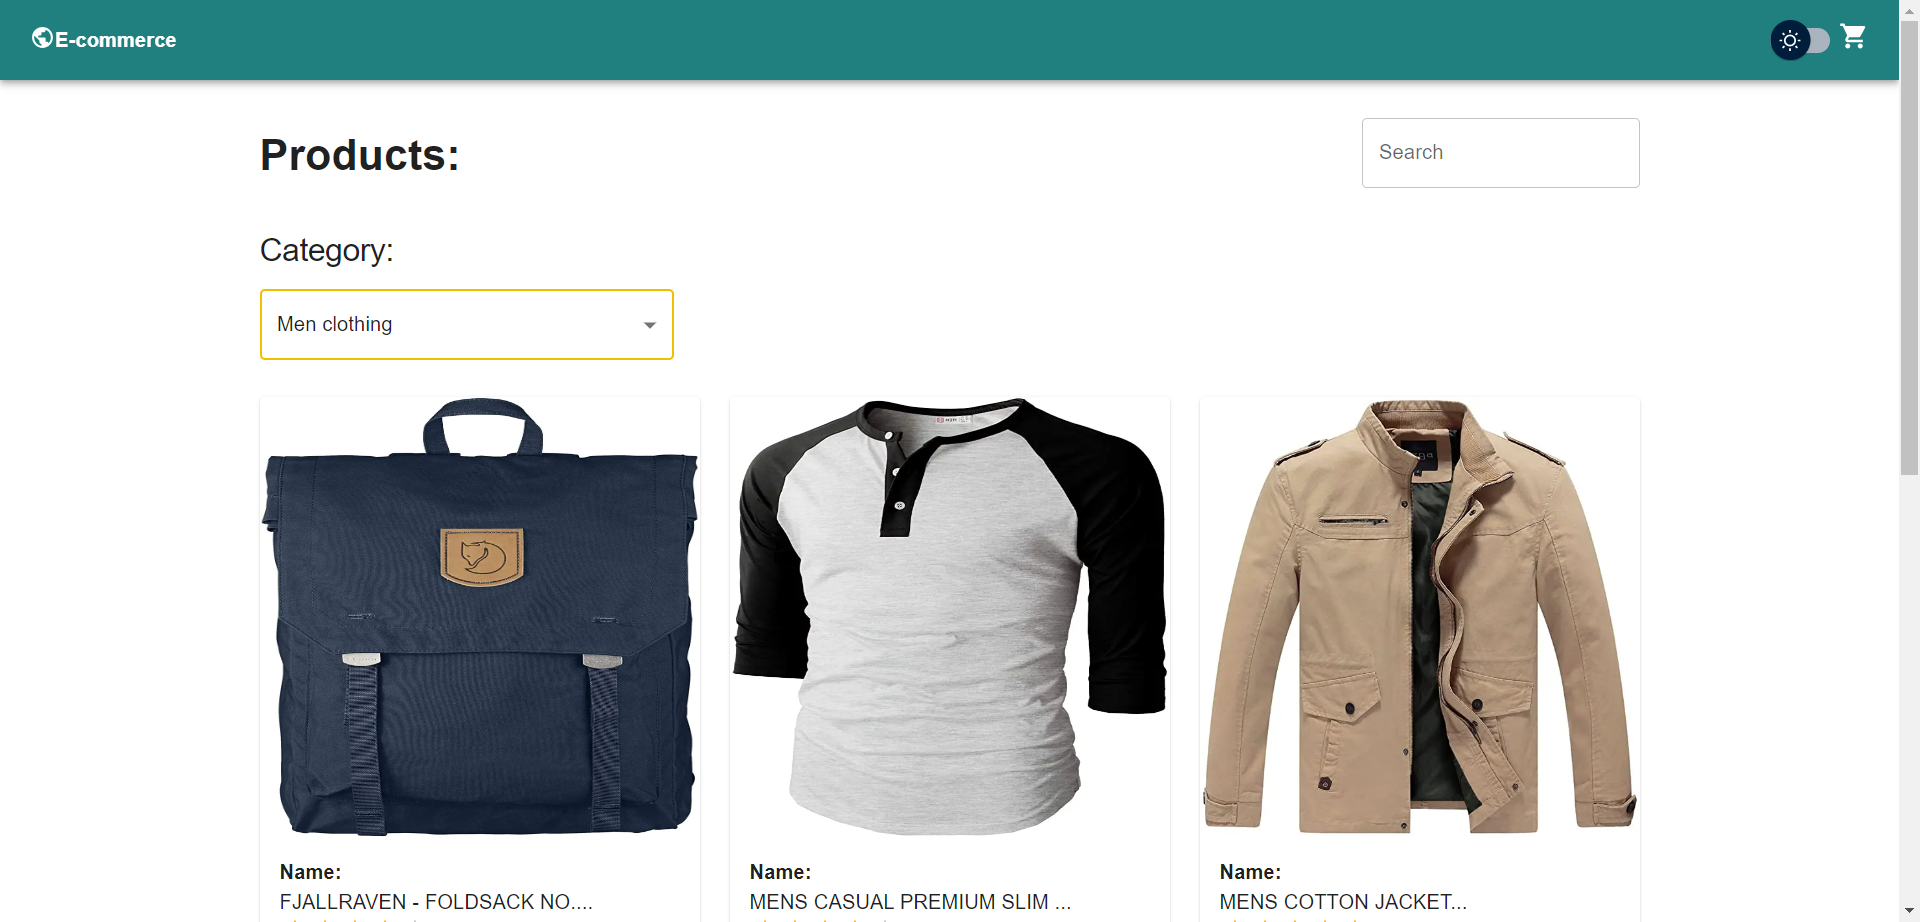 E-commerce
Products:
Search
Category:
Men clothing
Name:
FJALLRAVEN - FOLDSACK NO....
Name:
MENS CASUAL PREMIUM SLIM ...
Name:
MENS COTTON JACKET...